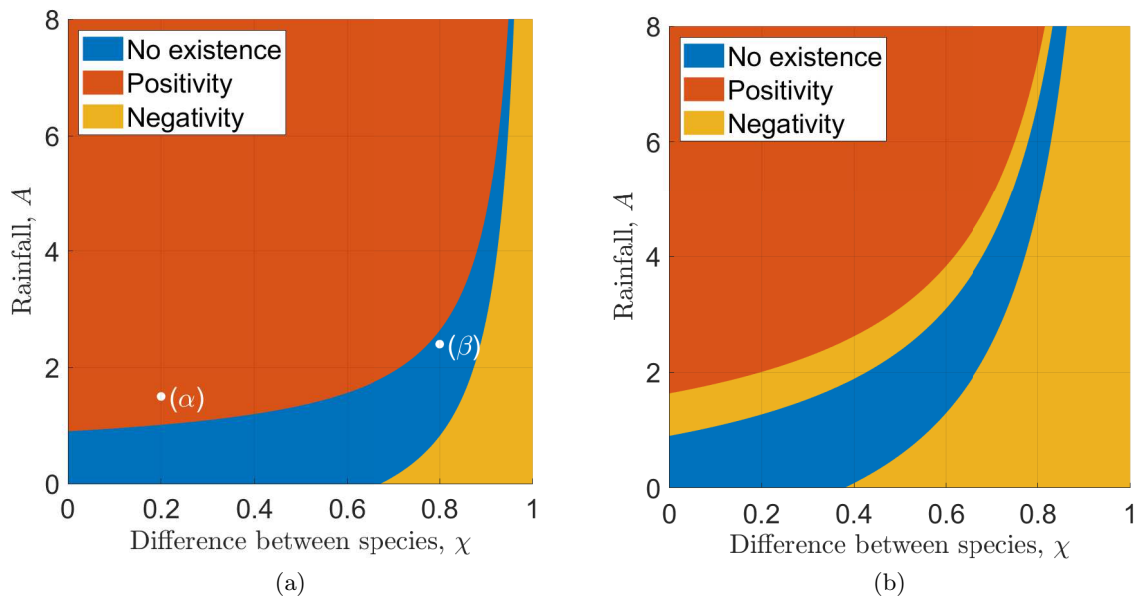 8
6
4
2
0
Rainfall, A
No existence
Positivity
Negativity
(α)
(β)
0
0.2
0.4
0.6
0.8
1
Difference between species, χ
(a)
8
6
4
2
0
Rainfall, A
No existence
Positivity
Negativity
0
0.2
0.4
0.6
0.8
1
Difference between species, χ
(b)